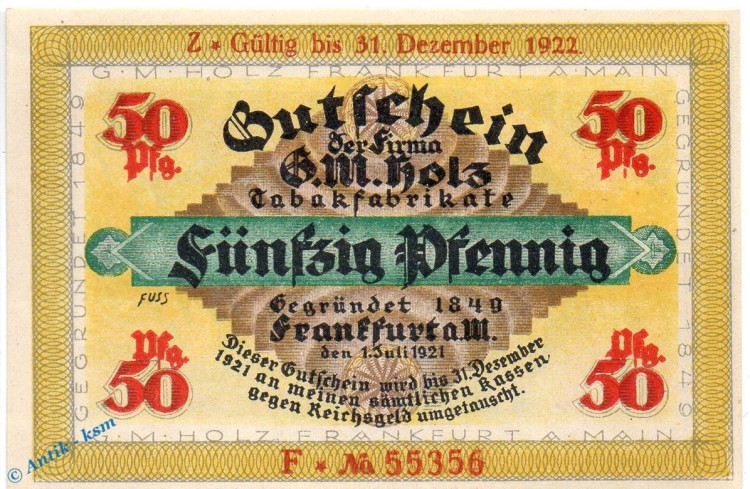 Z * Gültig bis 31. Dezember 1922.
G·M·HOLZ FRANKFURT A·MAIN
GEGRÜNDET 1849
GEGRÜNDET 1849
50 Pfg.
50 Pfg.
Gutschein
der Firma
G.M. Holz
Tabakfabrikate
Fünfzig Pfennig
FUSS
Gegründet 1849
Frankfurt a.M.
den 1. Juli 1921
Dieser Gutschein wird bis 31. Dezember
1921 an meinen sämtlichen Kassen
gegen Reichsgeld umgetauscht.
Pfg. 50
Pfg. 50
G·M·HOLZ FRANKFURT A·MAIN
F * № 55356
© Antik-ksm